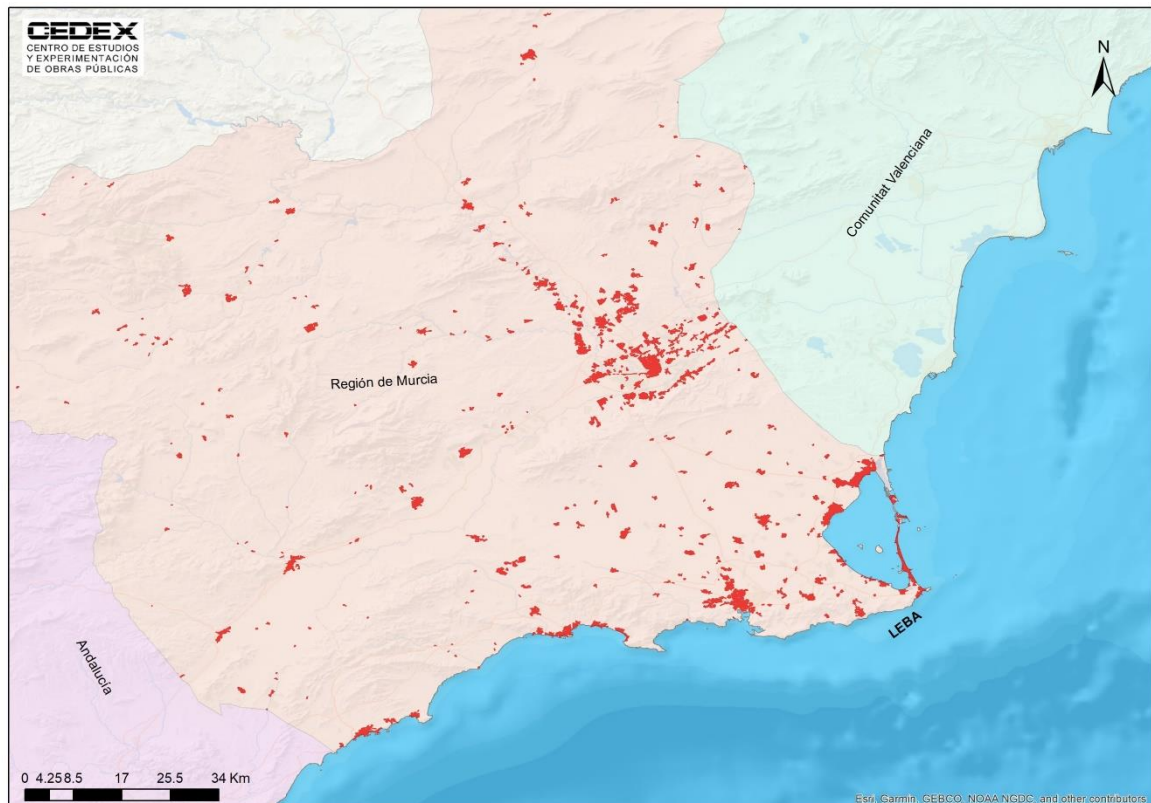 CEDEX
CENTRO DE ESTUDIOS
Y EXPERIMENTACIÓN
DE OBRAS PÚBLICAS
N
Comunitat Valenciana
Región de Murcia
LEBA
Andalucía
0 4.25 8.5 17 25.5 34 Km
Esri, Garmin, GEBCO, NOAA NGDC, and other contributors